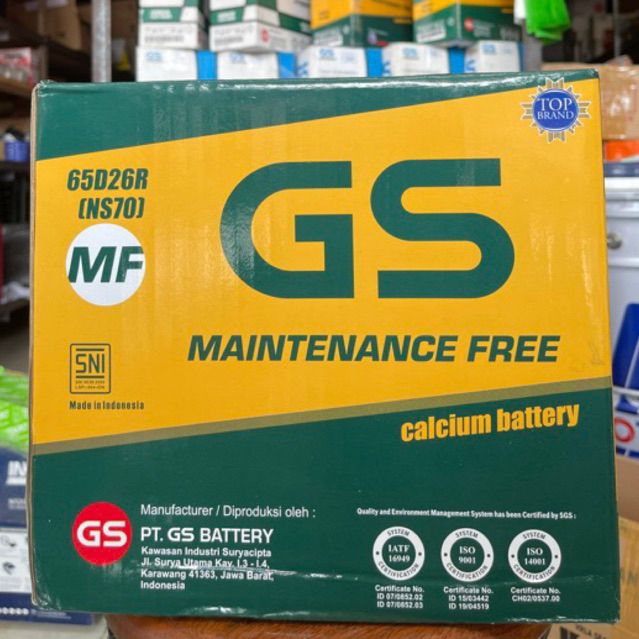 GS
TOP
BRAND
65D26R
(NS70)
MF
GS
MAINTENANCE FREE
SNI
Made in Indonesia
calcium battery
GS
Manufacturer / Diproduksi oleh :
PT. GS BATTERY
Kawasan Industri Suryacipta
Jl. Surya Utama Kav. I.3 - I.4,
Karawang 41363, Jawa Barat,
Indonesia
Quality and Environment Management System has been Certified by SGS :
SYSTEM
IATF
16949
CERTIFICATION
Certificate No.
ID 07/0852.02
ID 07/0852.03
SYSTEM
ISO
9001
CERTIFICATION
Certificate No.
ID 15/03442
ID 19/04519
SYSTEM
ISO
14001
CERTIFICATION
Certificate No.
CH02/0537.00